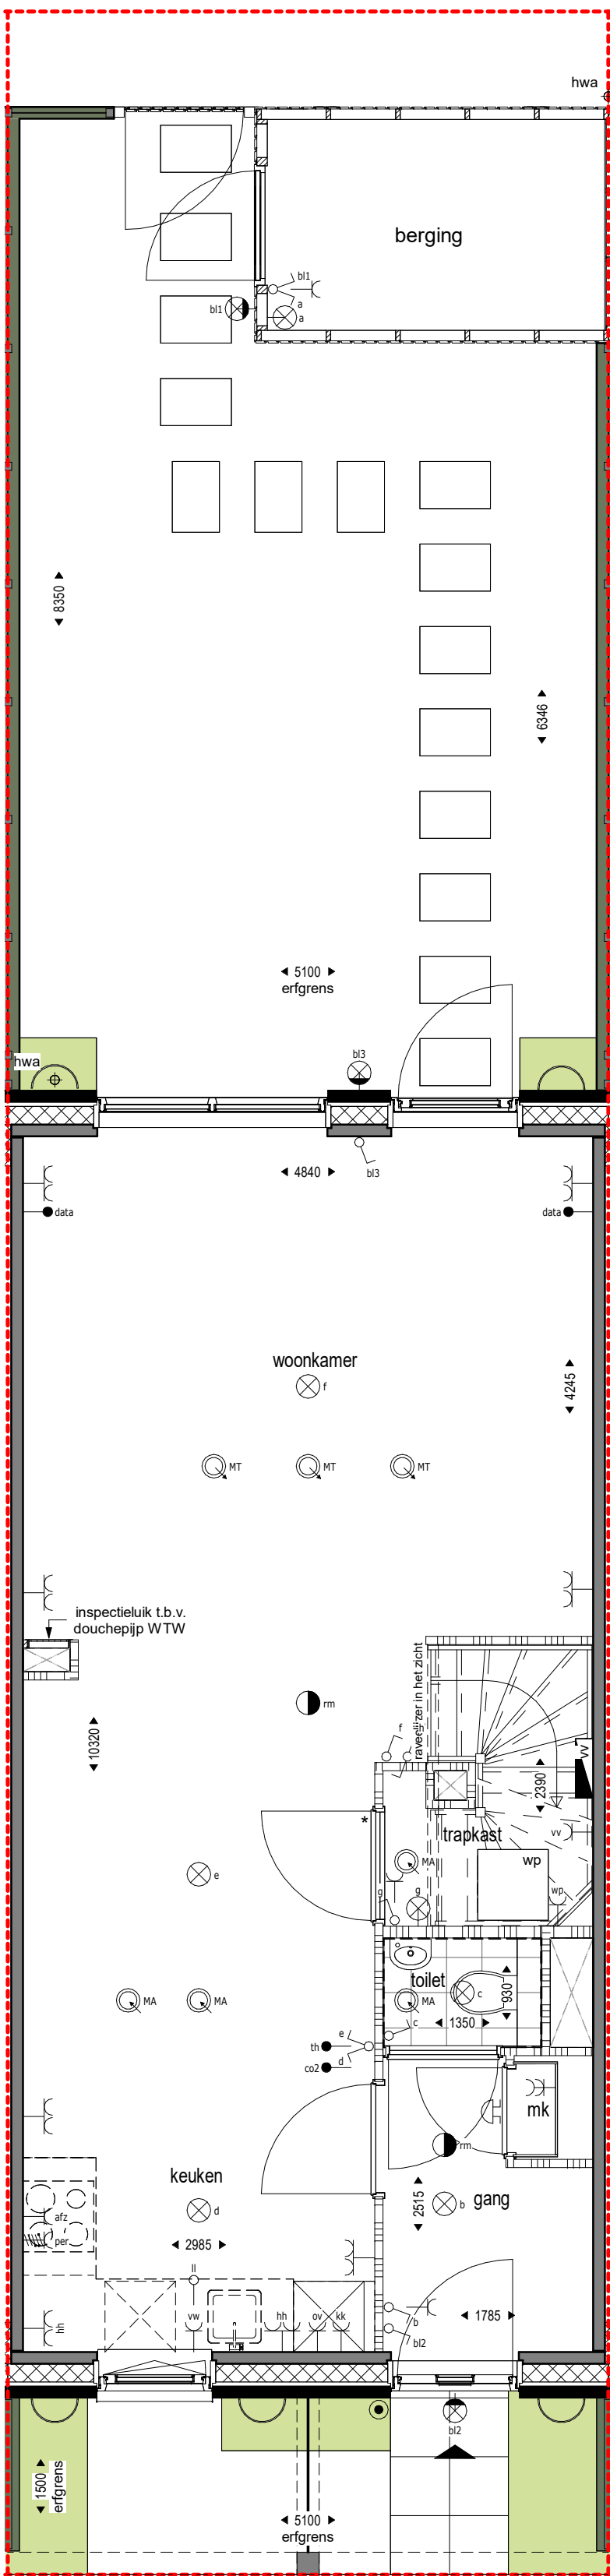 hwa
berging
bl1
a
bl1
a
8350
6346
5100
erfgrens
hwa
bl3
4840
bl3
data
data
woonkamer
f
4245
MT
MT
MT
inspectieluik t.b.v.
douchepijp WTW
raveelijzer in het zicht
rm
f
10320
vv
2390
*
trapkast
vv
MA
wp
wp
e
g
g
toilet
MA
MA
MA
c
930
1350
c
e
th
co2
d
mk
rm
keuken
2515
gang
d
b
afz
per
2985
ll
hh
vw
hh
ov
kk
b
bl2
1785
bl2
1500
erfgrens
5100
erfgrens